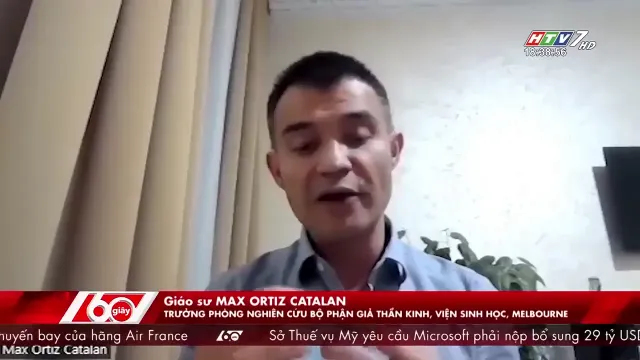 HTV7 HD
18:38:56
60 giây
Giáo sư MAX ORTIZ CATALAN
TRƯỞNG PHÒNG NGHIÊN CỨU BỘ PHẬN GIẢ THẦN KINH, VIỆN SINH HỌC, MELBOURNE
huyến bay của hãng Air France
60
Sở Thuế vụ Mỹ yêu cầu Microsoft phải nộp bổ sung 29 tỷ USD
Max Ortiz Catalan